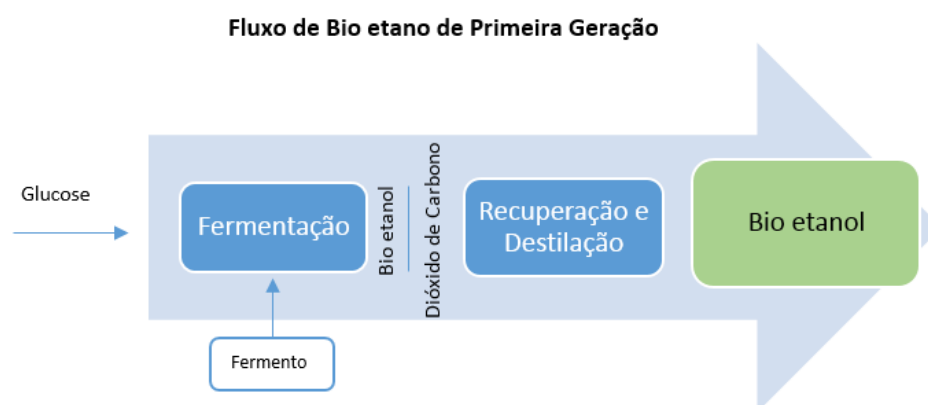 Fluxo de Bio etano de Primeira Geração
Glucose
Fermentação
Bio etanol
Dióxido de Carbono
Recuperação e
Destilação
Bio etanol
Fermento